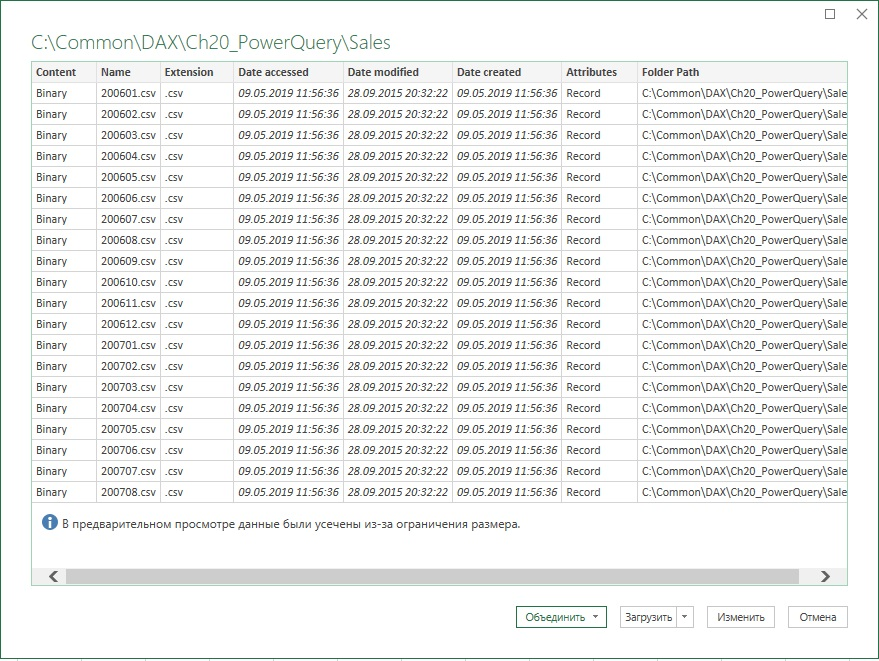 C:\Common\DAX\Ch20_PowerQuery\Sales
Content Name Extension Date accessed Date modified Date created Attributes Folder Path
Binary 200601.csv .csv 09.05.2019 11:56:36 28.09.2015 20:32:22 09.05.2019 11:56:36 Record C:\Common\DAX\Ch20_PowerQuery\Sale
Binary 200602.csv .csv 09.05.2019 11:56:36 28.09.2015 20:32:22 09.05.2019 11:56:36 Record C:\Common\DAX\Ch20_PowerQuery\Sale
Binary 200603.csv .csv 09.05.2019 11:56:36 28.09.2015 20:32:22 09.05.2019 11:56:36 Record C:\Common\DAX\Ch20_PowerQuery\Sale
Binary 200604.csv .csv 09.05.2019 11:56:36 28.09.2015 20:32:22 09.05.2019 11:56:36 Record C:\Common\DAX\Ch20_PowerQuery\Sale
Binary 200605.csv .csv 09.05.2019 11:56:36 28.09.2015 20:32:22 09.05.2019 11:56:36 Record C:\Common\DAX\Ch20_PowerQuery\Sale
Binary 200606.csv .csv 09.05.2019 11:56:36 28.09.2015 20:32:22 09.05.2019 11:56:36 Record C:\Common\DAX\Ch20_PowerQuery\Sale
Binary 200607.csv .csv 09.05.2019 11:56:36 28.09.2015 20:32:22 09.05.2019 11:56:36 Record C:\Common\DAX\Ch20_PowerQuery\Sale
Binary 200608.csv .csv 09.05.2019 11:56:36 28.09.2015 20:32:22 09.05.2019 11:56:36 Record C:\Common\DAX\Ch20_PowerQuery\Sale
Binary 200609.csv .csv 09.05.2019 11:56:36 28.09.2015 20:32:22 09.05.2019 11:56:36 Record C:\Common\DAX\Ch20_PowerQuery\Sale
Binary 200610.csv .csv 09.05.2019 11:56:36 28.09.2015 20:32:22 09.05.2019 11:56:36 Record C:\Common\DAX\Ch20_PowerQuery\Sale
Binary 200611.csv .csv 09.05.2019 11:56:36 28.09.2015 20:32:22 09.05.2019 11:56:36 Record C:\Common\DAX\Ch20_PowerQuery\Sale
Binary 200612.csv .csv 09.05.2019 11:56:36 28.09.2015 20:32:22 09.05.2019 11:56:36 Record C:\Common\DAX\Ch20_PowerQuery\Sale
Binary 200701.csv .csv 09.05.2019 11:56:36 28.09.2015 20:32:22 09.05.2019 11:56:36 Record C:\Common\DAX\Ch20_PowerQuery\Sale
Binary 200702.csv .csv 09.05.2019 11:56:36 28.09.2015 20:32:22 09.05.2019 11:56:36 Record C:\Common\DAX\Ch20_PowerQuery\Sale
Binary 200703.csv .csv 09.05.2019 11:56:36 28.09.2015 20:32:22 09.05.2019 11:56:36 Record C:\Common\DAX\Ch20_PowerQuery\Sale
Binary 200704.csv .csv 09.05.2019 11:56:36 28.09.2015 20:32:22 09.05.2019 11:56:36 Record C:\Common\DAX\Ch20_PowerQuery\Sale
Binary 200705.csv .csv 09.05.2019 11:56:36 28.09.2015 20:32:22 09.05.2019 11:56:36 Record C:\Common\DAX\Ch20_PowerQuery\Sale
Binary 200706.csv .csv 09.05.2019 11:56:36 28.09.2015 20:32:22 09.05.2019 11:56:36 Record C:\Common\DAX\Ch20_PowerQuery\Sale
Binary 200707.csv .csv 09.05.2019 11:56:36 28.09.2015 20:32:22 09.05.2019 11:56:36 Record C:\Common\DAX\Ch20_PowerQuery\Sale
Binary 200708.csv .csv 09.05.2019 11:56:36 28.09.2015 20:32:22 09.05.2019 11:56:36 Record C:\Common\DAX\Ch20_PowerQuery\Sale
В предварительном просмотре данные были усечены из-за ограничения размера.
Объединить Загрузить Изменить Отмена